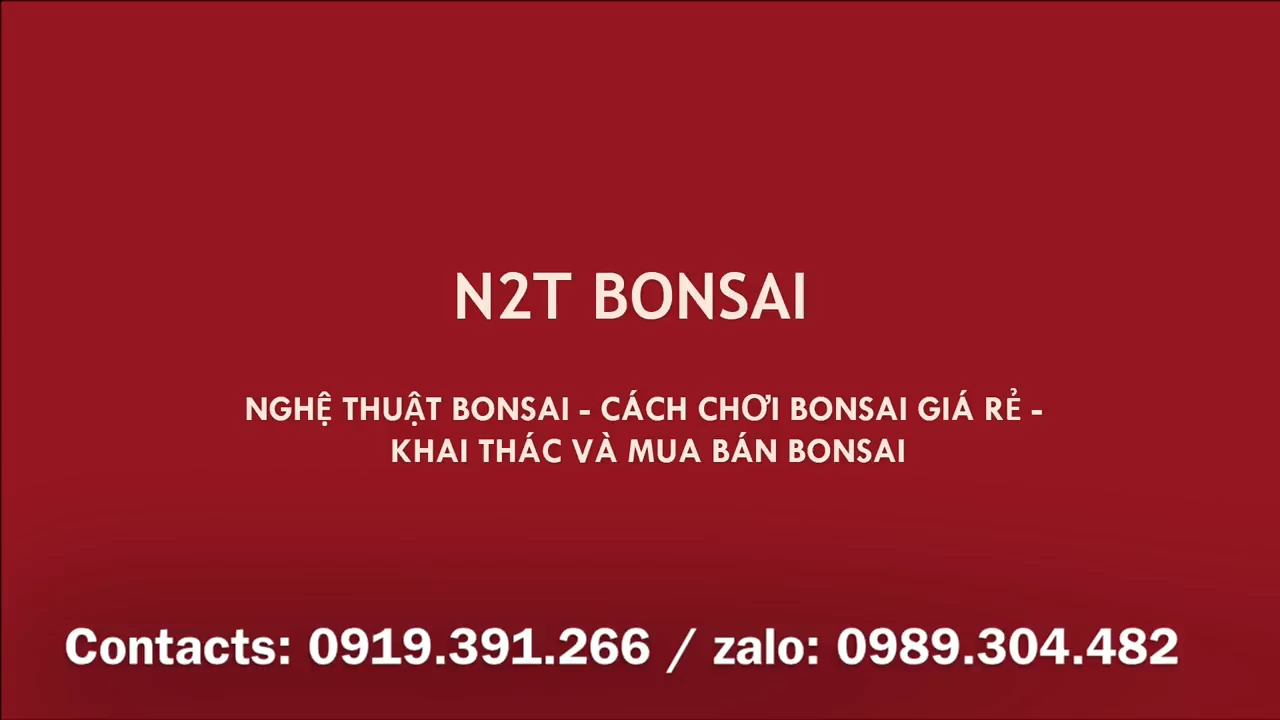 N2T BONSAI
NGHỆ THUẬT BONSAI - CÁCH CHƠI BONSAI GIÁ RẺ -
KHAI THÁC VÀ MUA BÁN BONSAI
Contacts: 0919.391.266 / zalo: 0989.304.482